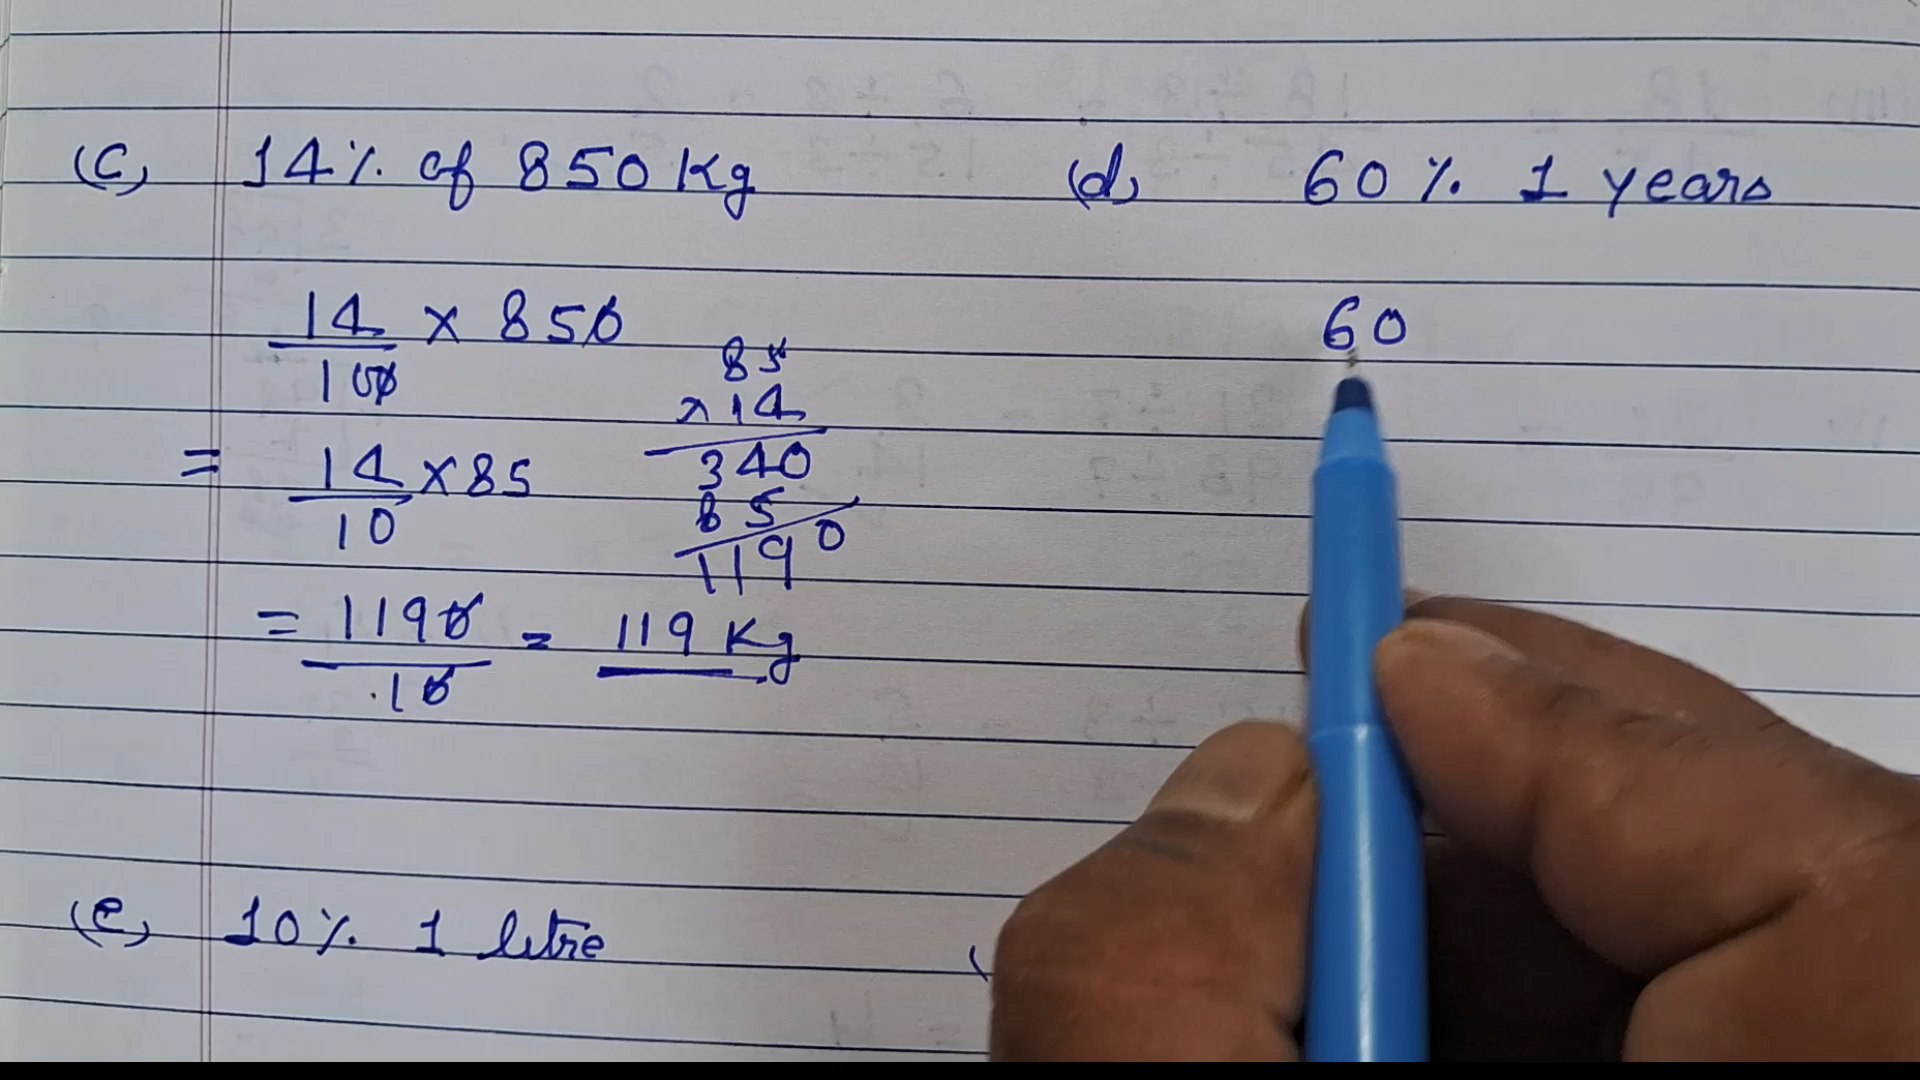 (c) 14% of 850 Kg
14/100 × 850
85
×14
340
85
1190
= 14/10 × 85
= 1190/10 = 119 Kg
(d) 60% 1 years
60
(e) 10% 1 litre
(